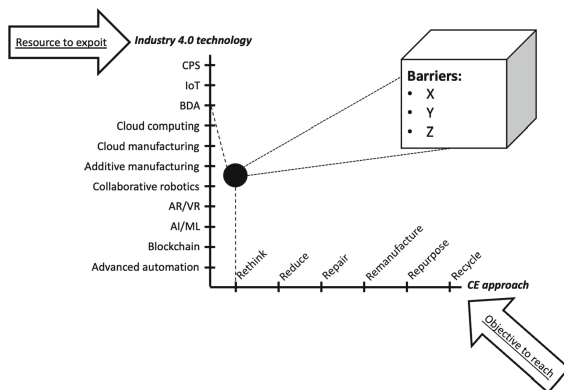 Resource to expoit
Industry 4.0 technology
CPS
IoT
BDA
Cloud computing
Cloud manufacturing
Additive manufacturing
Collaborative robotics
AR/VR
AI/ML
Blockchain
Advanced automation
Barriers:
• X
• Y
• Z
Rethink
Reduce
Repair
Remanufacture
Repurpose
Recycle
CE approach
Objective to reach